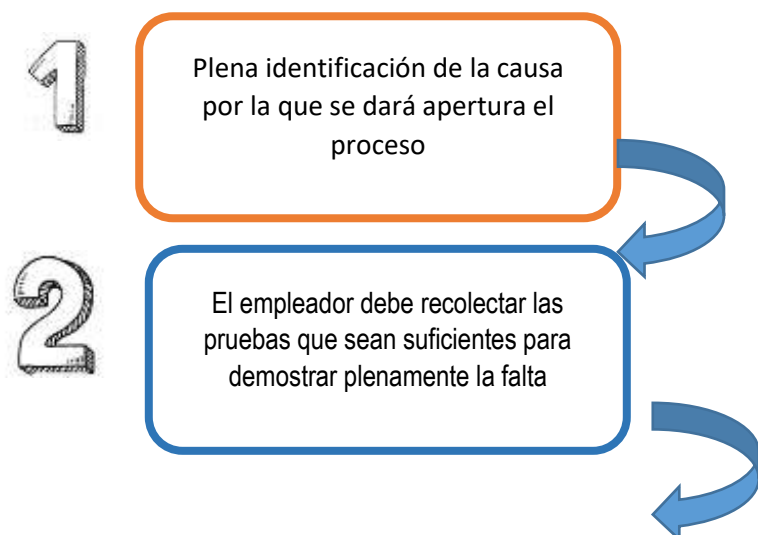 1
Plena identificación de la causa
por la que se dará apertura el
proceso
2
El empleador debe recolectar las
pruebas que sean suficientes para
demostrar plenamente la falta